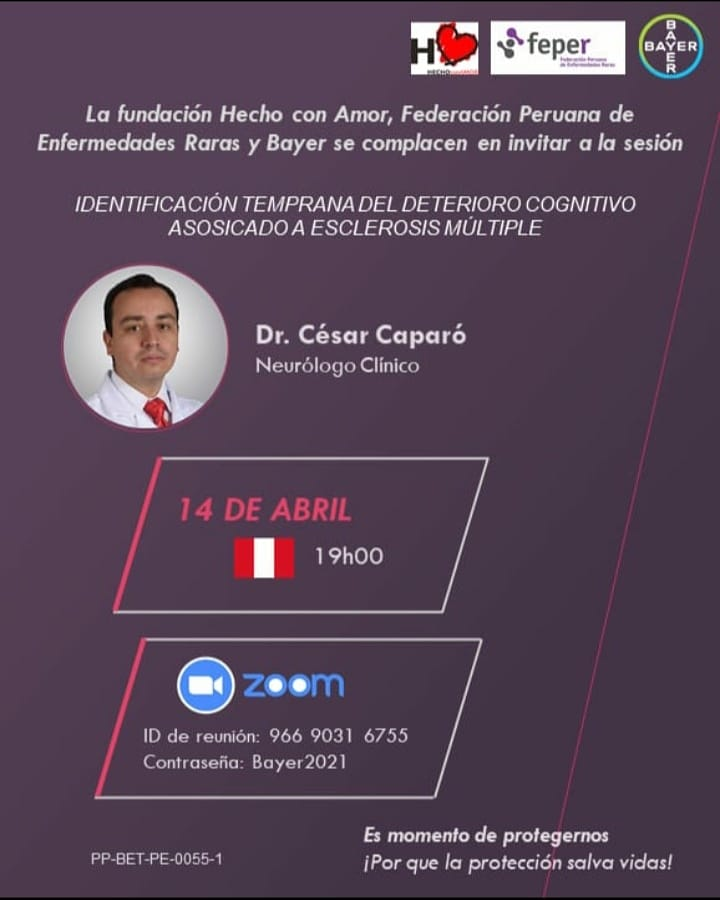 HECHO con AMOR
feper
Federación Peruana
de Enfermedades Raras
BAYER
BAYER
La fundación Hecho con Amor, Federación Peruana de
Enfermedades Raras y Bayer se complacen en invitar a la sesión
IDENTIFICACIÓN TEMPRANA DEL DETERIORO COGNITIVO
ASOSICADO A ESCLEROSIS MÚLTIPLE
Dr. César Caparó
Neurólogo Clínico
14 DE ABRIL
19h00
zoom
ID de reunión: 966 9031 6755
Contraseña: Bayer2021
Es momento de protegernos
PP-BET-PE-0055-1
¡Por que la protección salva vidas!